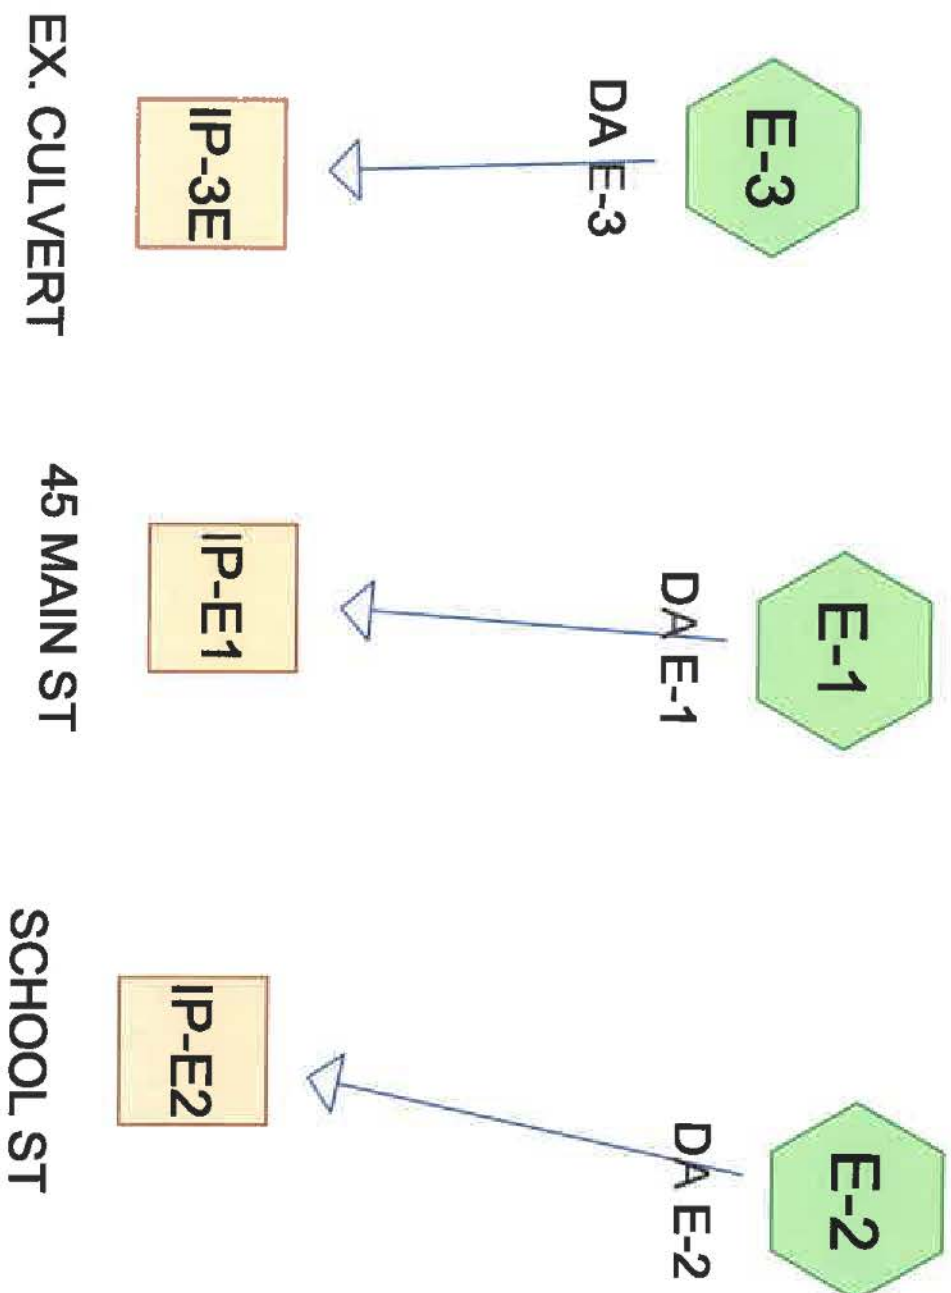 E-3
DA E-3
IP-3E
EX. CULVERT
E-1
DA E-1
IP-E1
45 MAIN ST
E-2
DA E-2
IP-E2
SCHOOL ST